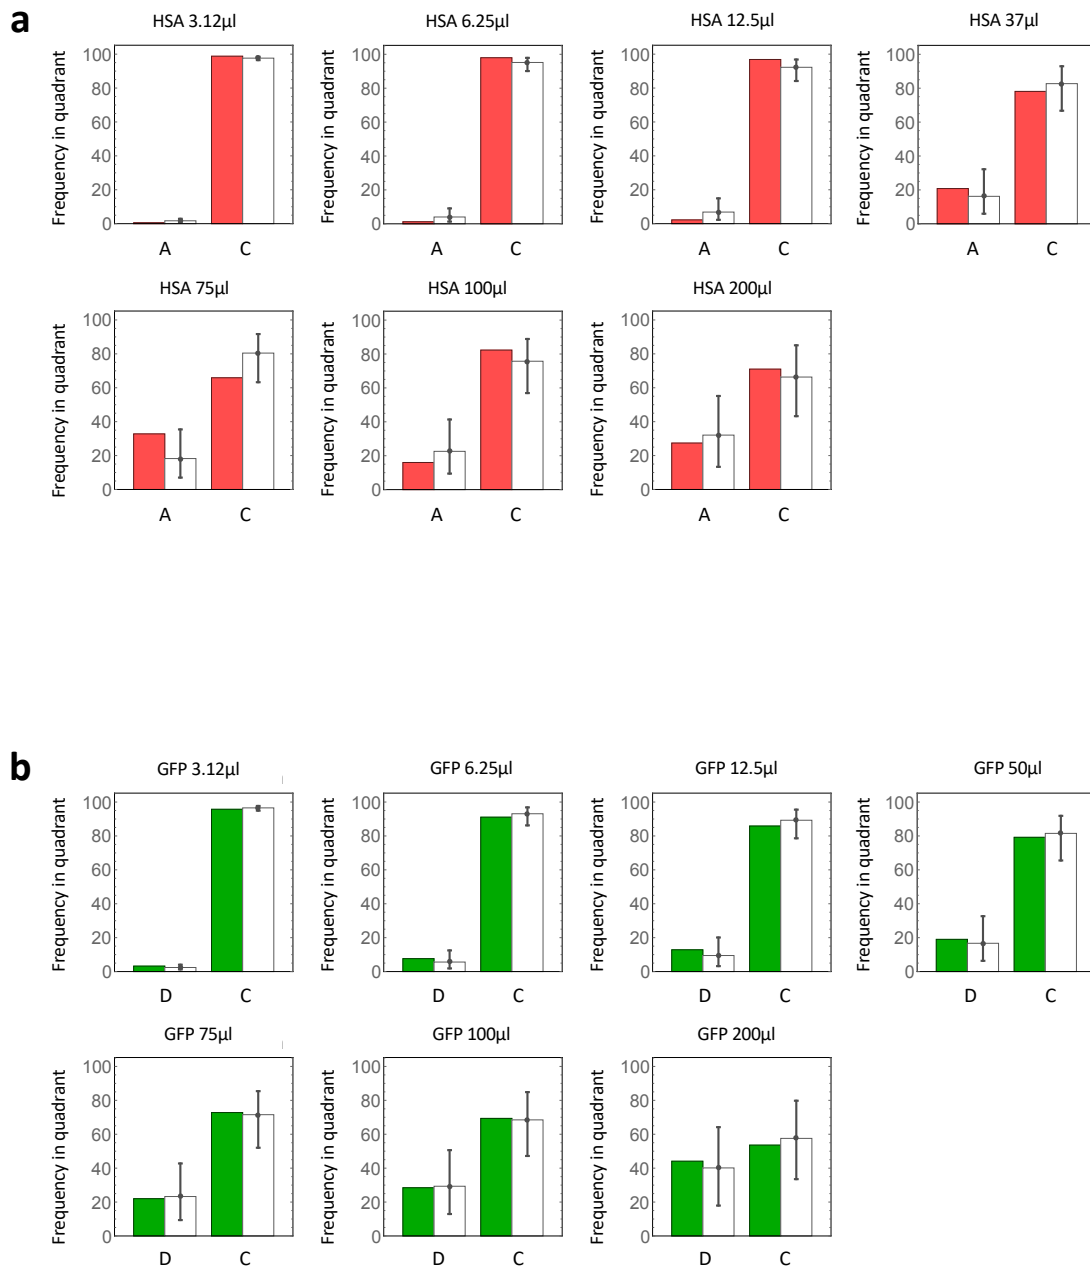 a
HSA 3.12µl
HSA 6.25µl
HSA 12.5µl
HSA 37µl
Frequency in quadrant
100
80
60
40
20
0
A C
Frequency in quadrant
100
80
60
40
20
0
A C
Frequency in quadrant
100
80
60
40
20
0
A C
Frequency in quadrant
100
80
60
40
20
0
A C
HSA 75µl
HSA 100µl
HSA 200µl
Frequency in quadrant
100
80
60
40
20
0
A C
Frequency in quadrant
100
80
60
40
20
0
A C
Frequency in quadrant
100
80
60
40
20
0
A C
b
GFP 3.12µl
GFP 6.25µl
GFP 12.5µl
GFP 50µl
Frequency in quadrant
100
80
60
40
20
0
D C
Frequency in quadrant
100
80
60
40
20
0
D C
Frequency in quadrant
100
80
60
40
20
0
D C
Frequency in quadrant
100
80
60
40
20
0
D C
GFP 75µl
GFP 100µl
GFP 200µl
Frequency in quadrant
100
80
60
40
20
0
D C
Frequency in quadrant
100
80
60
40
20
0
D C
Frequency in quadrant
100
80
60
40
20
0
D C